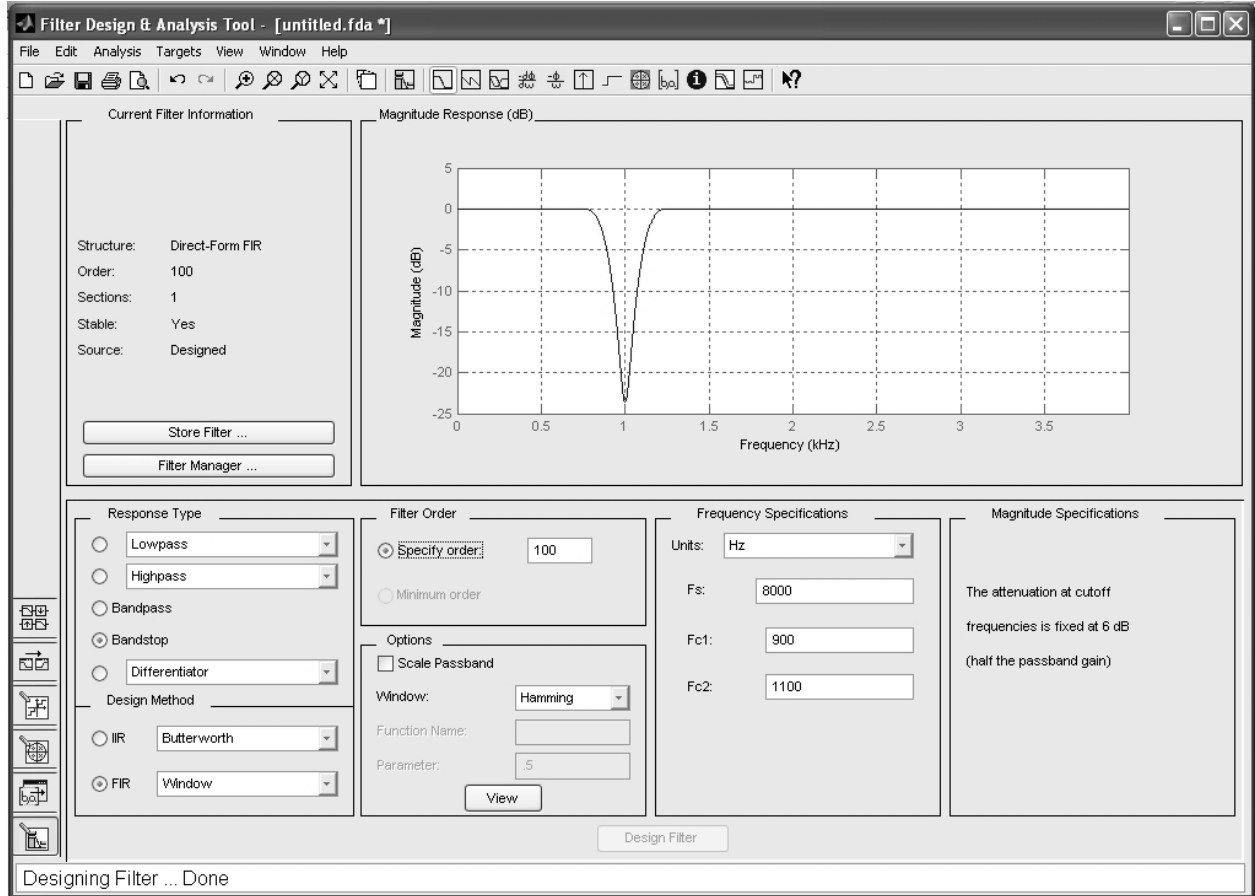 Filter Design & Analysis Tool - [untitled.fda *]
File Edit Analysis Targets View Window Help
Current Filter Information
Structure: Direct-Form FIR
Order: 100
Sections: 1
Stable: Yes
Source: Designed
Store Filter ...
Filter Manager ...
Magnitude Response (dB)
5
0
-5
-10
-15
-20
-25
Magnitude (dB)
0 0.5 1 1.5 2 2.5 3 3.5
Frequency (kHz)
Response Type
Lowpass
Highpass
Bandpass
Bandstop
Differentiator
Design Method
IIR Butterworth
FIR Window
Filter Order
Specify order: 100
Minimum order
Options
Scale Passband
Window: Hamming
Function Name:
Parameter: .5
View
Frequency Specifications
Units: Hz
Fs: 8000
Fc1: 900
Fc2: 1100
Magnitude Specifications
The attenuation at cutoff
frequencies is fixed at 6 dB
(half the passband gain)
Design Filter
Designing Filter ... Done